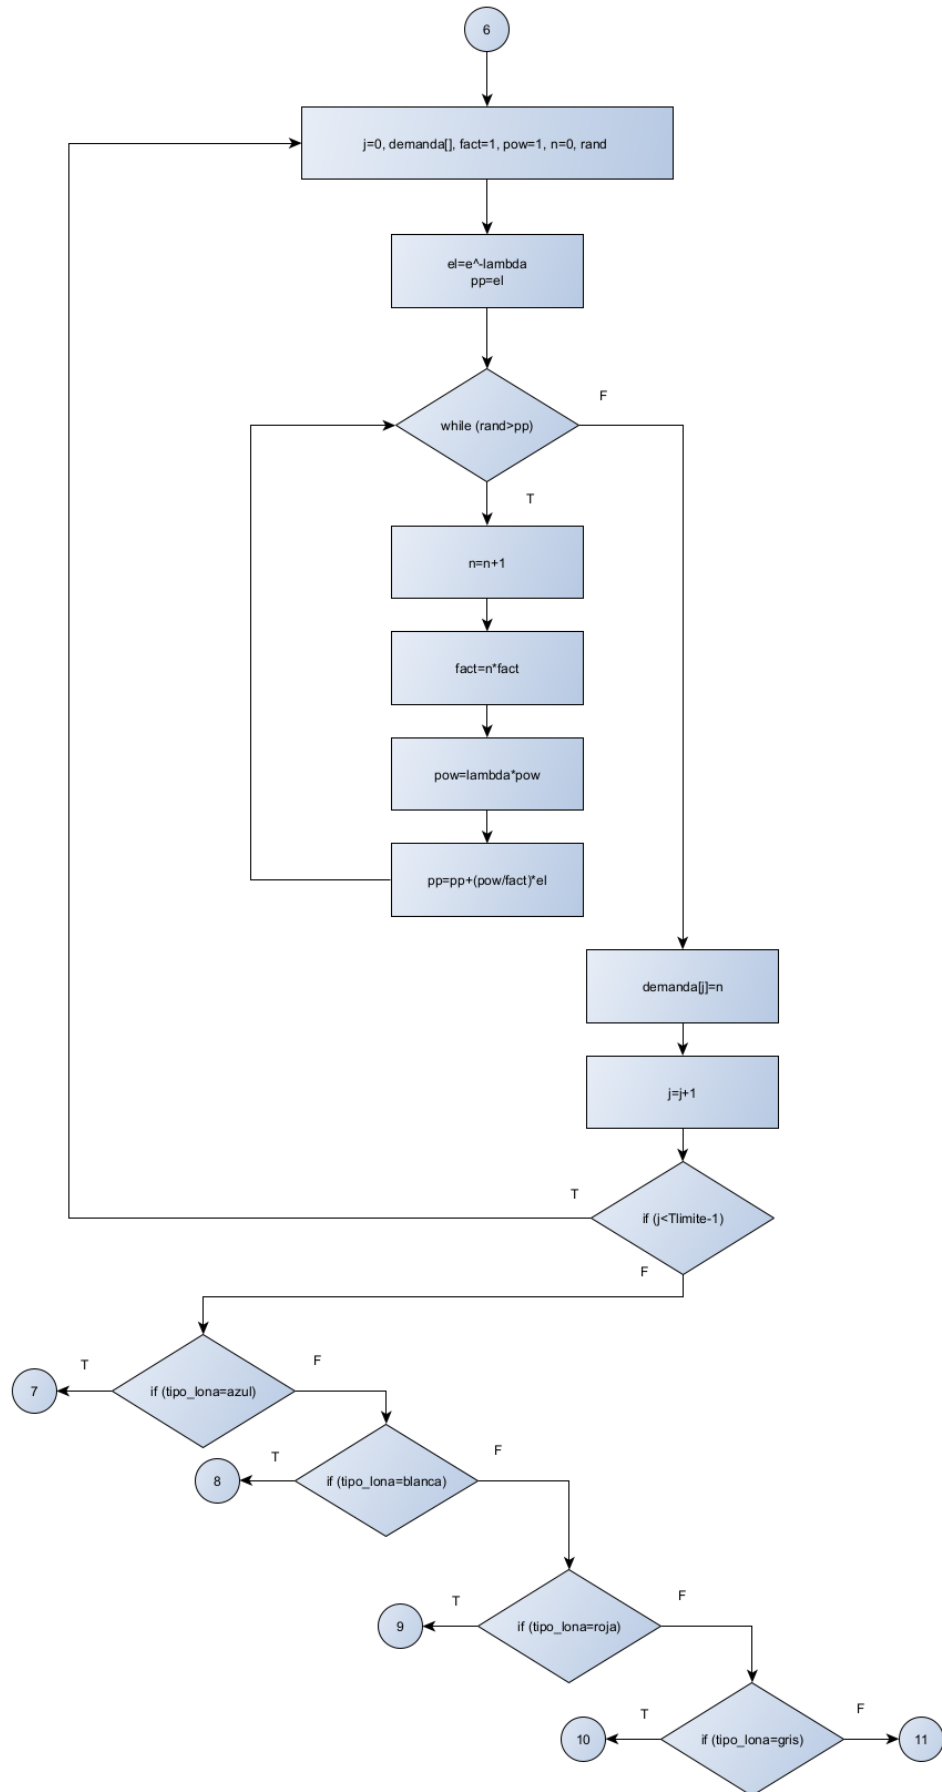 6
j=0, demanda[], fact=1, pow=1, n=0, rand
el=e^-lambda
pp=el
while (rand>pp)
F
T
n=n+1
fact=n*fact
pow=lambda*pow
pp=pp+(pow/fact)*el
demanda[j]=n
j=j+1
T
if (j<Tlimite-1)
F
7
T
if (tipo_lona=azul)
F
8
T
if (tipo_lona=blanca)
F
9
T
if (tipo_lona=roja)
F
10
T
if (tipo_lona=gris)
F
11